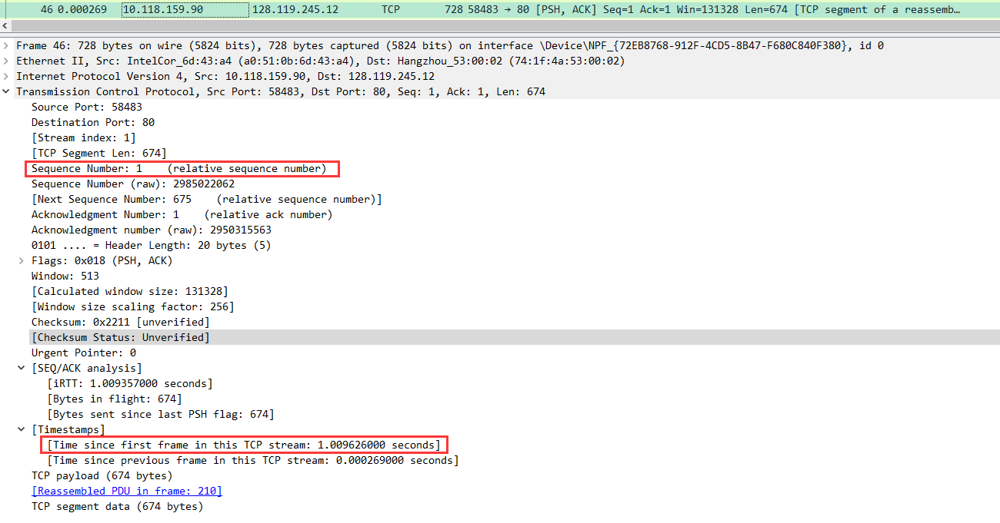 46 0.000269 10.118.159.90 128.119.245.12 TCP 728 58483 → 80 [PSH, ACK] Seq=1 Ack=1 Win=131328 Len=674 [TCP segment of a reassemb…
Frame 46: 728 bytes on wire (5824 bits), 728 bytes captured (5824 bits) on interface \Device\NPF_{72EB8768-912F-4CD5-8B47-F680C840F380}, id 0
Ethernet II, Src: IntelCor_6d:43:a4 (a0:51:0b:6d:43:a4), Dst: Hangzhou_53:00:02 (74:1f:4a:53:00:02)
Internet Protocol Version 4, Src: 10.118.159.90, Dst: 128.119.245.12
Transmission Control Protocol, Src Port: 58483, Dst Port: 80, Seq: 1, Ack: 1, Len: 674
Source Port: 58483
Destination Port: 80
[Stream index: 1]
[TCP Segment Len: 674]
Sequence Number: 1    (relative sequence number)
Sequence Number (raw): 2985022062
[Next Sequence Number: 675    (relative sequence number)]
Acknowledgment Number: 1    (relative ack number)
Acknowledgment number (raw): 2950315563
0101 .... = Header Length: 20 bytes (5)
Flags: 0x018 (PSH, ACK)
Window: 513
[Calculated window size: 131328]
[Window size scaling factor: 256]
Checksum: 0x2211 [unverified]
[Checksum Status: Unverified]
Urgent Pointer: 0
[SEQ/ACK analysis]
[iRTT: 1.009357000 seconds]
[Bytes in flight: 674]
[Bytes sent since last PSH flag: 674]
[Timestamps]
[Time since first frame in this TCP stream: 1.009626000 seconds]
[Time since previous frame in this TCP stream: 0.000269000 seconds]
TCP payload (674 bytes)
[Reassembled PDU in frame: 210]
TCP segment data (674 bytes)